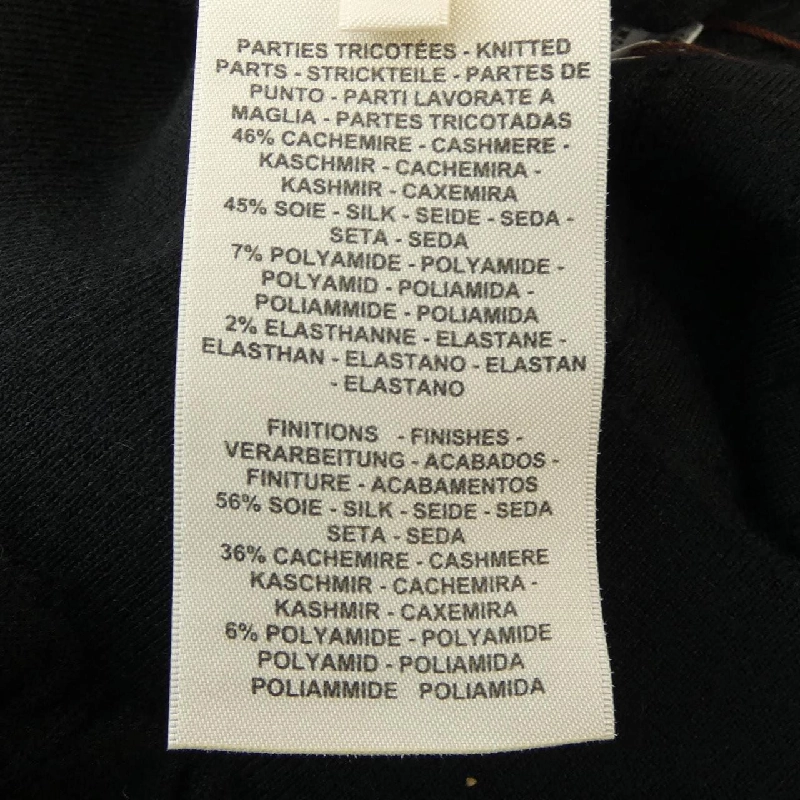 PARTIES TRICOTÉES - KNITTED
PARTS - STRICKTEILE - PARTES DE
PUNTO - PARTI LAVORATE A
MAGLIA - PARTES TRICOTADAS
46% CACHEMIRE - CASHMERE -
KASCHMIR - CACHEMIRA -
KASHMIR - CAXEMIRA
45% SOIE - SILK - SEIDE - SEDA -
SETA - SEDA
7% POLYAMIDE - POLYAMIDE -
POLYAMID - POLIAMIDA -
POLIAMMIDE - POLIAMIDA
2% ELASTHANNE - ELASTANE -
ELASTHAN - ELASTANO - ELASTAN
- ELASTANO
FINITIONS - FINISHES -
VERARBEITUNG - ACABADOS -
FINITURE - ACABAMENTOS
56% SOIE - SILK - SEIDE - SEDA
SETA - SEDA
36% CACHEMIRE - CASHMERE
KASCHMIR - CACHEMIRA -
KASHMIR - CAXEMIRA
6% POLYAMIDE - POLYAMIDE
POLYAMID - POLIAMIDA
POLIAMMIDE POLIAMIDA